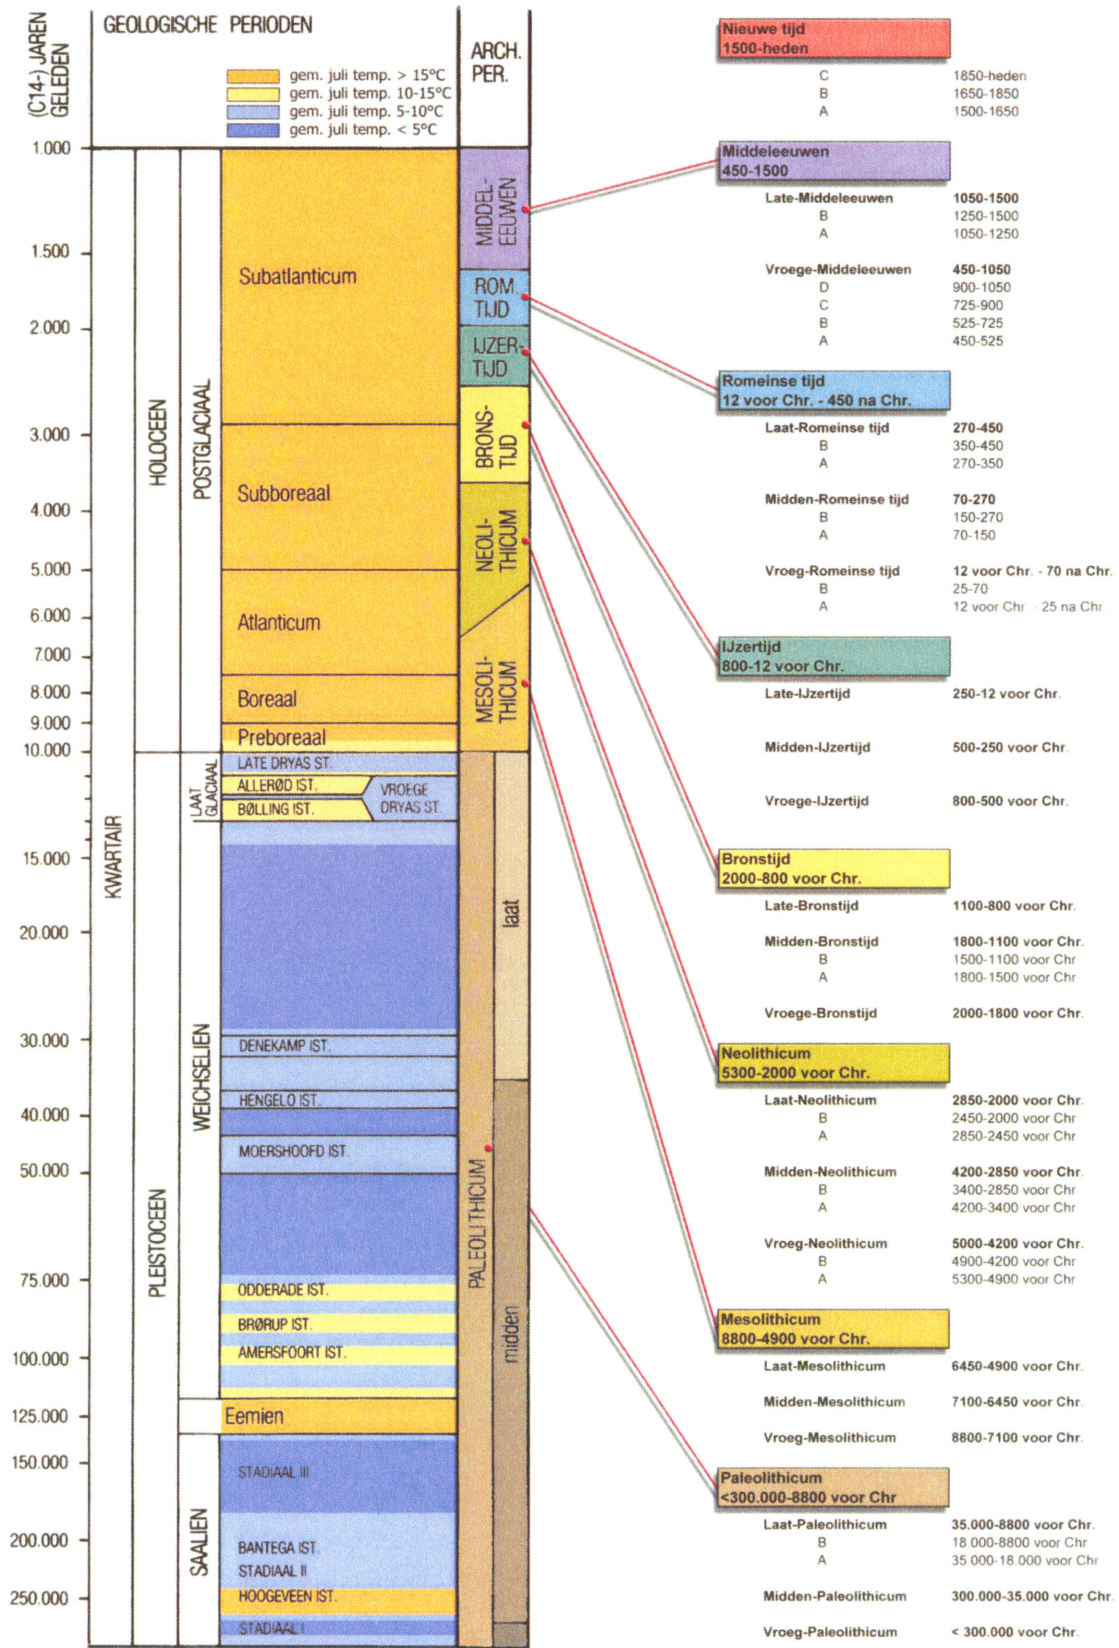 (C14-) JAREN
GELEDEN
GEOLOGISCHE PERIODEN
gem. juli temp. > 15°C
gem. juli temp. 10-15°C
gem. juli temp. 5-10°C
gem. juli temp. < 5°C
ARCH.
PER.
1.000
1.500
2.000
3.000
4.000
5.000
6.000
7.000
8.000
9.000
10.000
15.000
20.000
30.000
40.000
50.000
75.000
100.000
125.000
150.000
200.000
250.000
KWARTAIR
HOLOCEEN
PLEISTOCEEN
POSTGLACIAAL
LAAT
GLACIAAL
WEICHSELIEN
SAALIEN
Subatlanticum
Subboreaal
Atlanticum
Boreaal
Preboreaal
LATE DRYAS ST.
ALLERØD IST.
VROEGE
DRYAS ST.
BØLLING IST.
DENEKAMP IST.
HENGELO IST.
MOERSHOOFD IST.
ODDERADE IST.
BRØRUP IST.
AMERSFOORT IST.
Eemien
STADIAAL III
BANTEGA IST.
STADIAAL II
HOOGEVEEN IST.
STADIAAL I
MIDDEL-
EEUWEN
ROM.
TIJD
IJZER-
TIJD
BRONS-
TIJD
NEOLI-
THICUM
MESOLI-
THICUM
PALEOLITHICUM
laat
midden
Nieuwe tijd
1500-heden
C 1850-heden
B 1650-1850
A 1500-1650
Middeleeuwen
450-1500
Late-Middeleeuwen 1050-1500
B 1250-1500
A 1050-1250
Vroege-Middeleeuwen 450-1050
D 900-1050
C 725-900
B 525-725
A 450-525
Romeinse tijd
12 voor Chr. - 450 na Chr.
Laat-Romeinse tijd 270-450
B 350-450
A 270-350
Midden-Romeinse tijd 70-270
B 150-270
A 70-150
Vroeg-Romeinse tijd 12 voor Chr. - 70 na Chr.
B 25-70
A 12 voor Chr - 25 na Chr
IJzertijd
800-12 voor Chr.
Late-IJzertijd 250-12 voor Chr.
Midden-IJzertijd 500-250 voor Chr.
Vroege-IJzertijd 800-500 voor Chr.
Bronstijd
2000-800 voor Chr.
Late-Bronstijd 1100-800 voor Chr.
Midden-Bronstijd 1800-1100 voor Chr.
B 1500-1100 voor Chr
A 1800-1500 voor Chr
Vroege-Bronstijd 2000-1800 voor Chr.
Neolithicum
5300-2000 voor Chr.
Laat-Neolithicum 2850-2000 voor Chr.
B 2450-2000 voor Chr
A 2850-2450 voor Chr
Midden-Neolithicum 4200-2850 voor Chr.
B 3400-2850 voor Chr
A 4200-3400 voor Chr
Vroeg-Neolithicum 5000-4200 voor Chr.
B 4900-4200 voor Chr
A 5300-4900 voor Chr
Mesolithicum
8800-4900 voor Chr.
Laat-Mesolithicum 6450-4900 voor Chr.
Midden-Mesolithicum 7100-6450 voor Chr.
Vroeg-Mesolithicum 8800-7100 voor Chr.
Paleolithicum
<300.000-8800 voor Chr
Laat-Paleolithicum 35.000-8800 voor Chr.
B 18 000-8800 voor Chr
A 35 000-18.000 voor Chr
Midden-Paleolithicum 300.000-35.000 voor Chr.
Vroeg-Paleolithicum < 300.000 voor Chr.